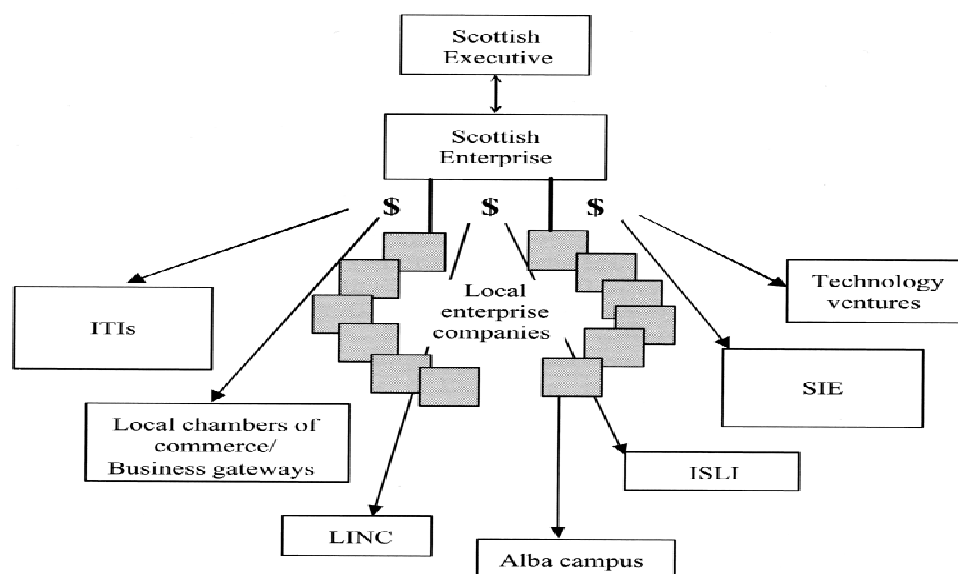 Scottish
Executive
Scottish
Enterprise
$ $ $
Local
enterprise
companies
Technology
ventures
ITIs
SIE
Local chambers of
commerce/
Business gateways
ISLI
LINC
Alba campus